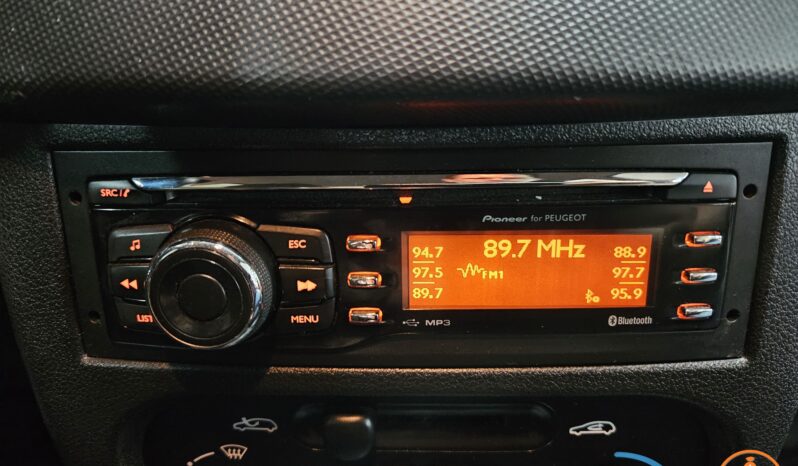 SRC/
Pioneer for PEUGEOT
ESC
LIST
MENU
94.7 89.7 MHz 88.9
97.5 FM1 97.7
89.7 95.9
MP3
Bluetooth